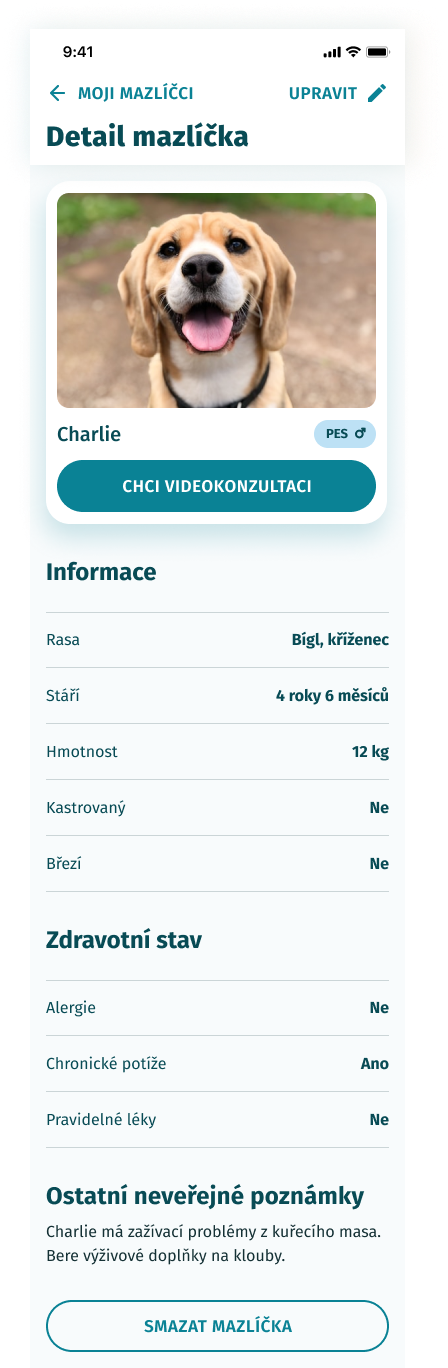 9:41
MOJI MAZLÍČCI
UPRAVIT
Detail mazlíčka
Charlie
PES
CHCI VIDEOKONZULTACI
Informace
Rasa Bígl, kříženec
Stáří 4 roky 6 měsíců
Hmotnost 12 kg
Kastrovaný Ne
Březí Ne
Zdravotní stav
Alergie Ne
Chronické potíže Ano
Pravidelné léky Ne
Ostatní neveřejné poznámky
Charlie má zažívací problémy z kuřecího masa.
Bere výživové doplňky na klouby.
SMAZAT MAZLÍČKA